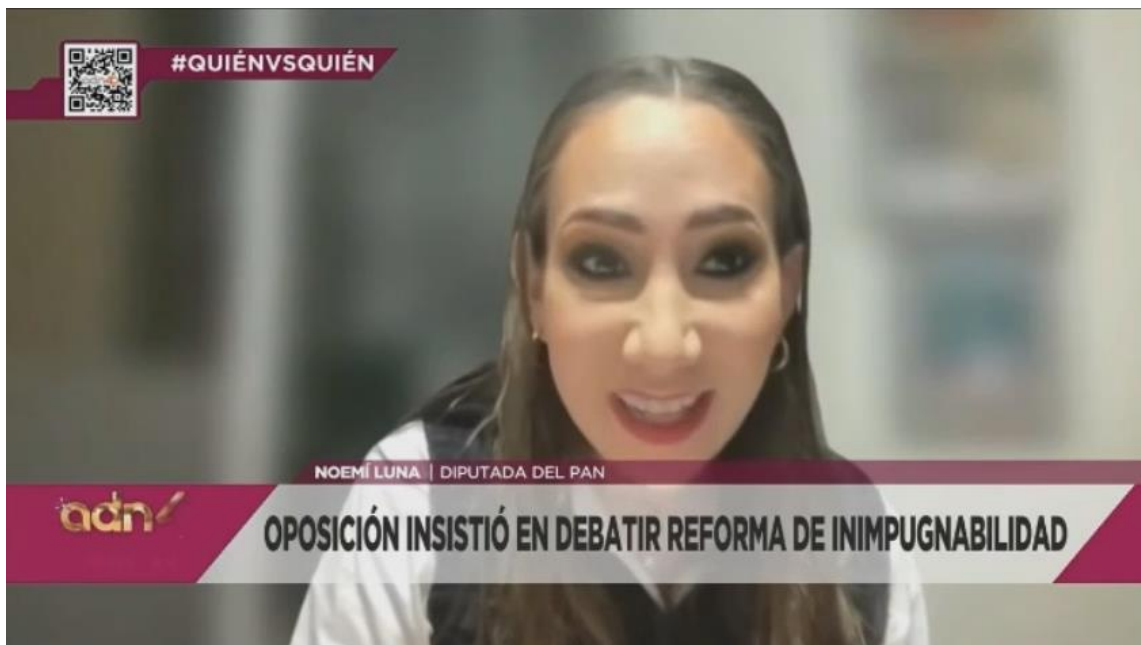 #QUIÉNVSQUIÉN
NOEMÍ LUNA | DIPUTADA DEL PAN
adn
OPOSICIÓN INSISTIÓ EN DEBATIR REFORMA DE INIMPUGNABILIDAD